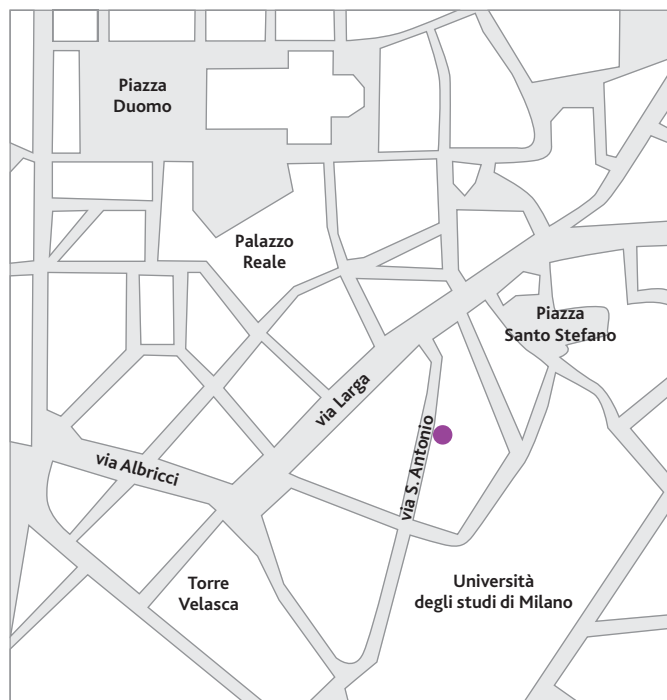 Piazza
Duomo
Palazzo
Reale
Piazza
Santo Stefano
via Larga
via S. Antonio
via Albricci
Torre
Velasca
Università
degli studi di Milano